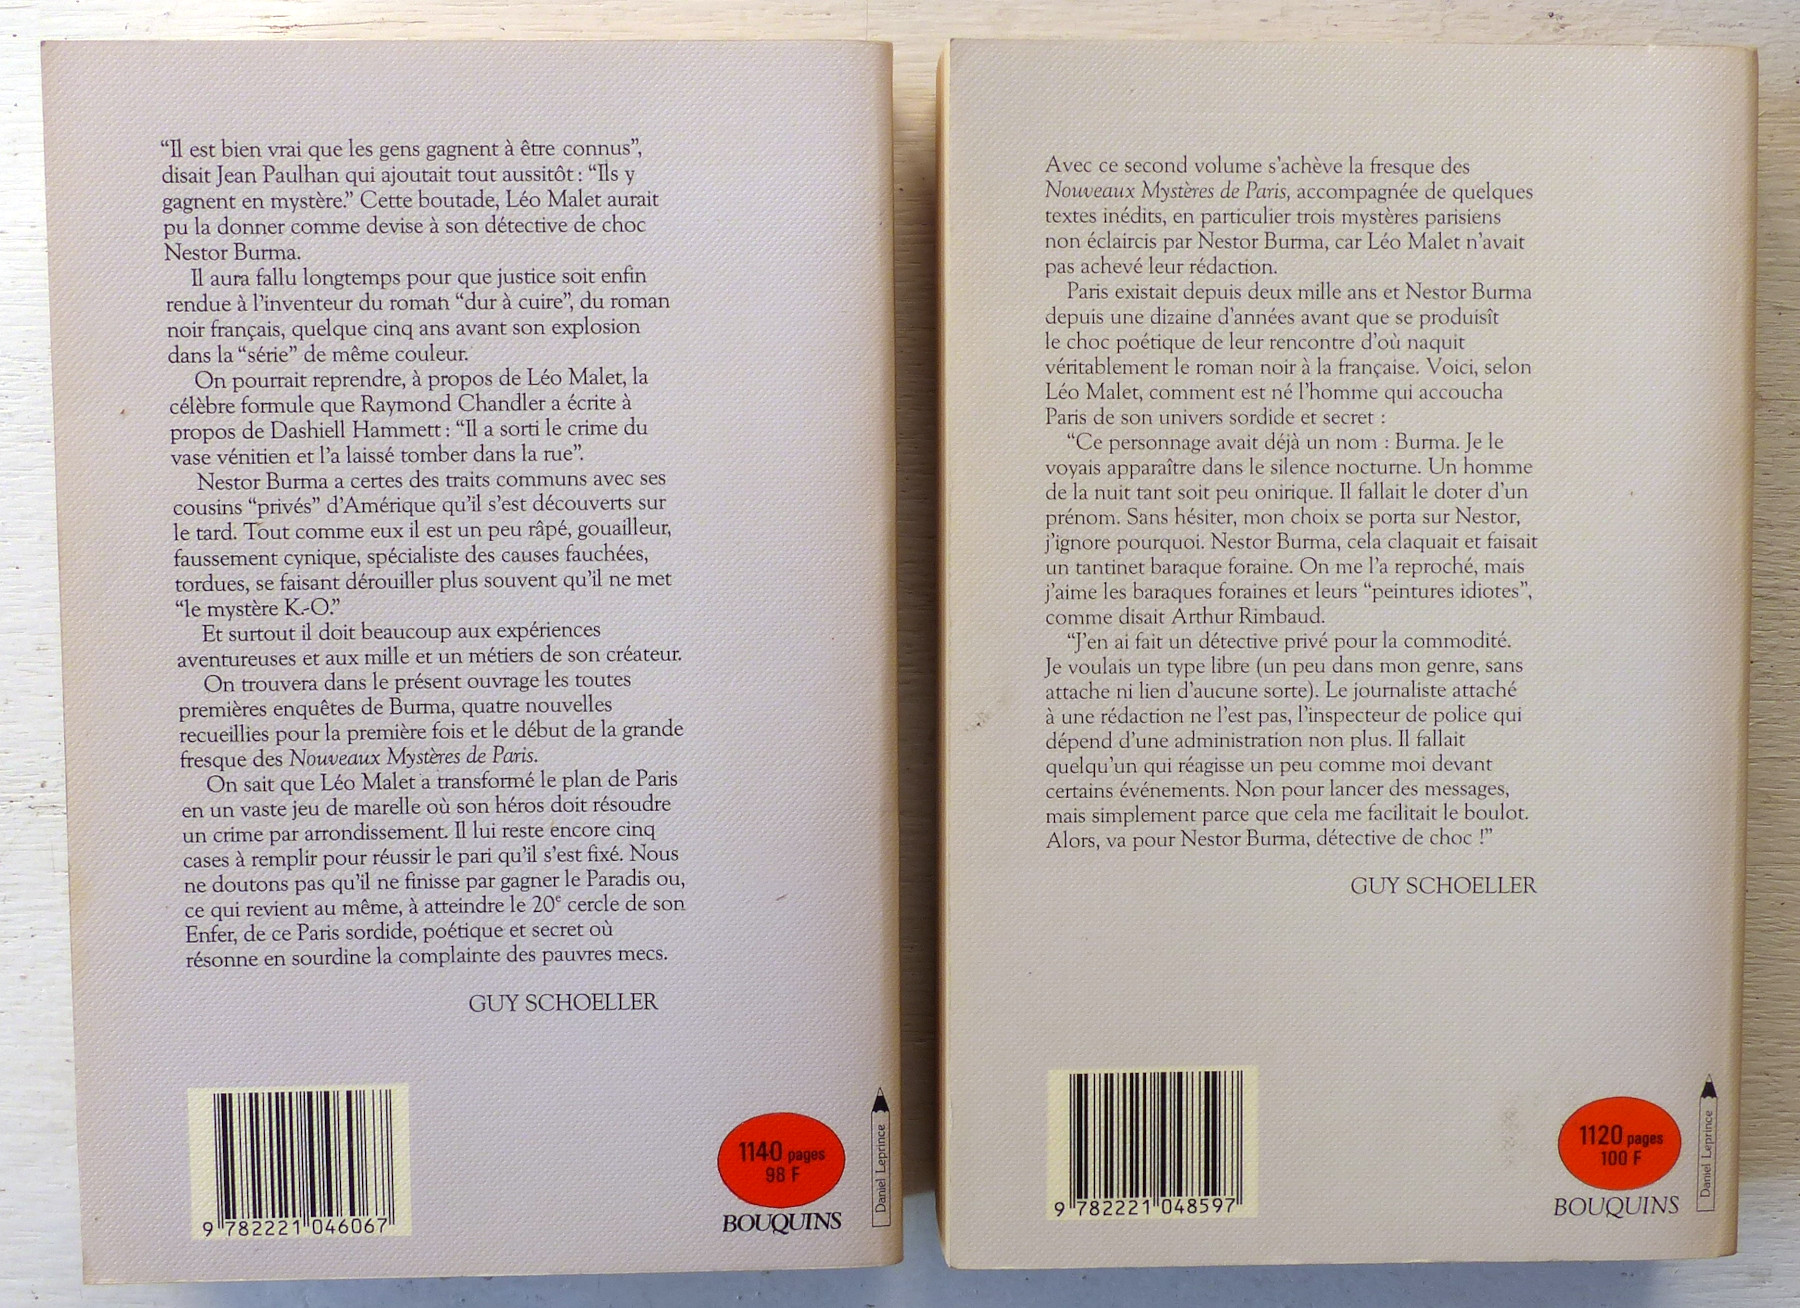 “Il est bien vrai que les gens gagnent à être connus”,
disait Jean Paulhan qui ajoutait tout aussitôt : “Ils y
gagnent en mystère.” Cette boutade, Léo Malet aurait
pu la donner comme devise à son détective de choc
Nestor Burma.
Il aura fallu longtemps pour que justice soit enfin
rendue à l’inventeur du roman “dur à cuire”, du roman
noir français, quelque cinq ans avant son explosion
dans la “série” de même couleur.
On pourrait reprendre, à propos de Léo Malet, la
célèbre formule que Raymond Chandler a écrite à
propos de Dashiell Hammett : “Il a sorti le crime du
vase vénitien et l’a laissé tomber dans la rue”.
Nestor Burma a certes des traits communs avec ses
cousins “privés” d’Amérique qu’il s’est découverts sur
le tard. Tout comme eux il est un peu râpé, gouailleur,
faussement cynique, spécialiste des causes fauchées,
tordues, se faisant dérouiller plus souvent qu’il ne met
“le mystère K.-O.”
Et surtout il doit beaucoup aux expériences
aventureuses et aux mille et un métiers de son créateur.
On trouvera dans le présent ouvrage les toutes
premières enquêtes de Burma, quatre nouvelles
recueillies pour la première fois et le début de la grande
fresque des Nouveaux Mystères de Paris.
On sait que Léo Malet a transformé le plan de Paris
en un vaste jeu de marelle où son héros doit résoudre
un crime par arrondissement. Il lui reste encore cinq
cases à remplir pour réussir le pari qu’il s’est fixé. Nous
ne doutons pas qu’il ne finisse par gagner le Paradis ou,
ce qui revient au même, à atteindre le 20e cercle de son
Enfer, de ce Paris sordide, poétique et secret où
résonne en sourdine la complainte des pauvres mecs.
GUY SCHOELLER
9 782221 046067
1140 pages
98 F
BOUQUINS
Daniel Leprince
Avec ce second volume s’achève la fresque des
Nouveaux Mystères de Paris, accompagnée de quelques
textes inédits, en particulier trois mystères parisiens
non éclaircis par Nestor Burma, car Léo Malet n’avait
pas achevé leur rédaction.
Paris existait depuis deux mille ans et Nestor Burma
depuis une dizaine d’années avant que se produisît
le choc poétique de leur rencontre d’où naquit
véritablement le roman noir à la française. Voici, selon
Léo Malet, comment est né l’homme qui accoucha
Paris de son univers sordide et secret :
“Ce personnage avait déjà un nom : Burma. Je le
voyais apparaître dans le silence nocturne. Un homme
de la nuit tant soit peu onirique. Il fallait le doter d’un
prénom. Sans hésiter, mon choix se porta sur Nestor,
j’ignore pourquoi. Nestor Burma, cela claquait et faisait
un tantinet baraque foraine. On me l’a reproché, mais
j’aime les baraques foraines et leurs “peintures idiotes”,
comme disait Arthur Rimbaud.
“J’en ai fait un détective privé pour la commodité.
Je voulais un type libre (un peu dans mon genre, sans
attache ni lien d’aucune sorte). Le journaliste attaché
à une rédaction ne l’est pas, l’inspecteur de police qui
dépend d’une administration non plus. Il fallait
quelqu’un qui réagisse un peu comme moi devant
certains événements. Non pour lancer des messages,
mais simplement parce que cela me facilitait le boulot.
Alors, va pour Nestor Burma, détective de choc !”
GUY SCHOELLER
9 782221 048597
1120 pages
100 F
BOUQUINS
Daniel Leprince